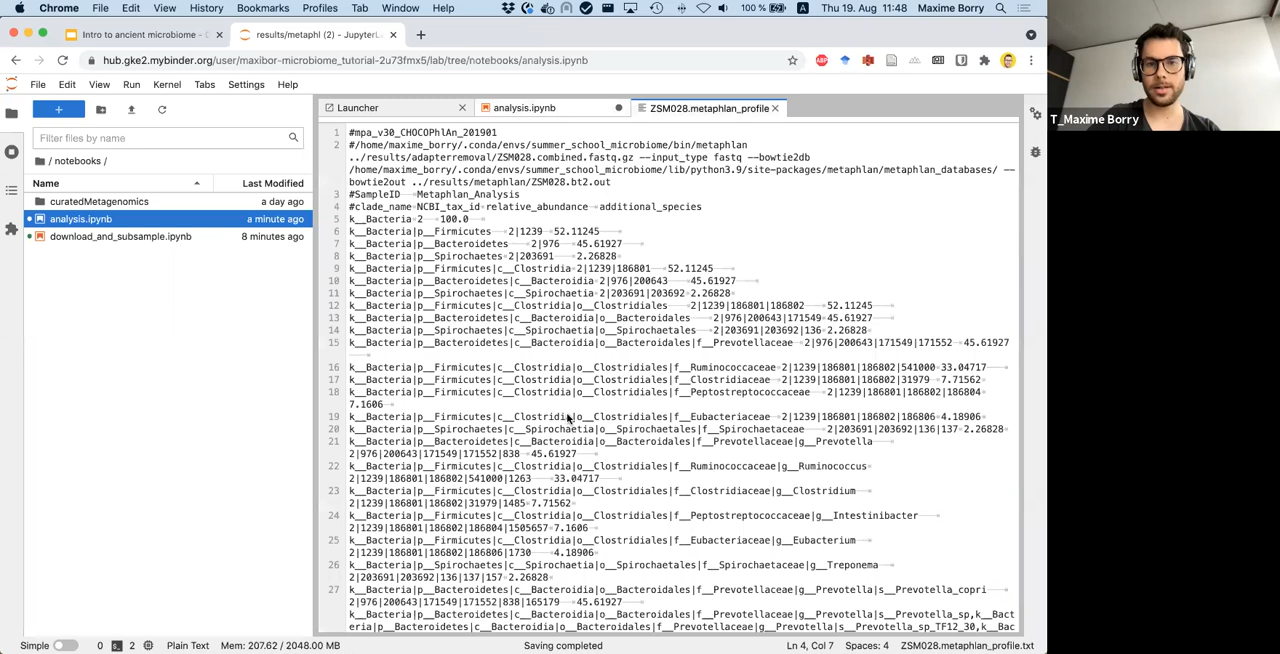 Chrome File Edit View History Bookmarks Profiles Tab Window Help 100 % Thu 19. Aug 11:48 Maxime Borry
Intro to ancient microbiome - results/metaphl (2) - JupyterL
hub.gke2.mybinder.org/user/maxibor-microbiome_tutorial-2u73fmx5/lab/tree/notebooks/analysis.ipynb
File Edit View Run Kernel Tabs Settings Help
Launcher analysis.ipynb ZSM028.metaphlan_profile
Filter files by name
/ notebooks /
Name Last Modified
curatedMetagenomics a day ago
analysis.ipynb a minute ago
download_and_subsample.ipynb 8 minutes ago
1 #mpa_v30_CHOCOPhlAn_201901
2 #/home/maxime_borry/.conda/envs/summer_school_microbiome/bin/metaphlan
../results/adapterremoval/ZSM028.combined.fastq.gz --input_type fastq --bowtie2db
/home/maxime_borry/.conda/envs/summer_school_microbiome/lib/python3.9/site-packages/metaphlan/metaphlan_databases/ --
bowtie2out ../results/metaphlan/ZSM028.bt2.out
3 #SampleID Metaphlan_Analysis
4 #clade_name NCBI_tax_id relative_abundance additional_species
5 k__Bacteria 2 100.0
6 k__Bacteria|p__Firmicutes 2|1239 52.11245
7 k__Bacteria|p__Bacteroidetes 2|976 45.61927
8 k__Bacteria|p__Spirochaetes 2|203691 2.26828
9 k__Bacteria|p__Firmicutes|c__Clostridia 2|1239|186801 52.11245
10 k__Bacteria|p__Bacteroidetes|c__Bacteroidia 2|976|200643 45.61927
11 k__Bacteria|p__Spirochaetes|c__Spirochaetia 2|203691|203692 2.26828
12 k__Bacteria|p__Firmicutes|c__Clostridia|o__Clostridiales 2|1239|186801|186802 52.11245
13 k__Bacteria|p__Bacteroidetes|c__Bacteroidia|o__Bacteroidales 2|976|200643|171549 45.61927
14 k__Bacteria|p__Spirochaetes|c__Spirochaetia|o__Spirochaetales 2|203691|203692|136 2.26828
15 k__Bacteria|p__Bacteroidetes|c__Bacteroidia|o__Bacteroidales|f__Prevotellaceae 2|976|200643|171549|171552 45.61927
16 k__Bacteria|p__Firmicutes|c__Clostridia|o__Clostridiales|f__Ruminococcaceae 2|1239|186801|186802|541000 33.04717
17 k__Bacteria|p__Firmicutes|c__Clostridia|o__Clostridiales|f__Clostridiaceae 2|1239|186801|186802|31979 7.71562
18 k__Bacteria|p__Firmicutes|c__Clostridia|o__Clostridiales|f__Peptostreptococcaceae 2|1239|186801|186802|186804
7.1606
19 k__Bacteria|p__Firmicutes|c__Clostridia|o__Clostridiales|f__Eubacteriaceae 2|1239|186801|186802|186806 4.18906
20 k__Bacteria|p__Spirochaetes|c__Spirochaetia|o__Spirochaetales|f__Spirochaetaceae 2|203691|203692|136|137 2.26828
21 k__Bacteria|p__Bacteroidetes|c__Bacteroidia|o__Bacteroidales|f__Prevotellaceae|g__Prevotella
2|976|200643|171549|171552|838 45.61927
22 k__Bacteria|p__Firmicutes|c__Clostridia|o__Clostridiales|f__Ruminococcaceae|g__Ruminococcus
2|1239|186801|186802|541000|1263 33.04717
23 k__Bacteria|p__Firmicutes|c__Clostridia|o__Clostridiales|f__Clostridiaceae|g__Clostridium
2|1239|186801|186802|31979|1485 7.71562
24 k__Bacteria|p__Firmicutes|c__Clostridia|o__Clostridiales|f__Peptostreptococcaceae|g__Intestinibacter
2|1239|186801|186802|186804|1505657 7.1606
25 k__Bacteria|p__Firmicutes|c__Clostridia|o__Clostridiales|f__Eubacteriaceae|g__Eubacterium
2|1239|186801|186802|186806|1730 4.18906
26 k__Bacteria|p__Spirochaetes|c__Spirochaetia|o__Spirochaetales|f__Spirochaetaceae|g__Treponema
2|203691|203692|136|137|157 2.26828
27 k__Bacteria|p__Bacteroidetes|c__Bacteroidia|o__Bacteroidales|f__Prevotellaceae|g__Prevotella|s__Prevotella_copri
2|976|200643|171549|171552|838|165179 45.61927
k__Bacteria|p__Bacteroidetes|c__Bacteroidia|o__Bacteroidales|f__Prevotellaceae|g__Prevotella|s__Prevotella_sp,k__Bact
eria|p__Bacteroidetes|c__Bacteroidia|o__Bacteroidales|f__Prevotellaceae|g__Prevotella|s__Prevotella_sp_TF12_30,k__Bac
Simple 0 2 Plain Text Mem: 207.62 / 2048.00 MB Saving completed Ln 4, Col 7 Spaces: 4 ZSM028.metaphlan_profile.txt
T_Maxime Borry